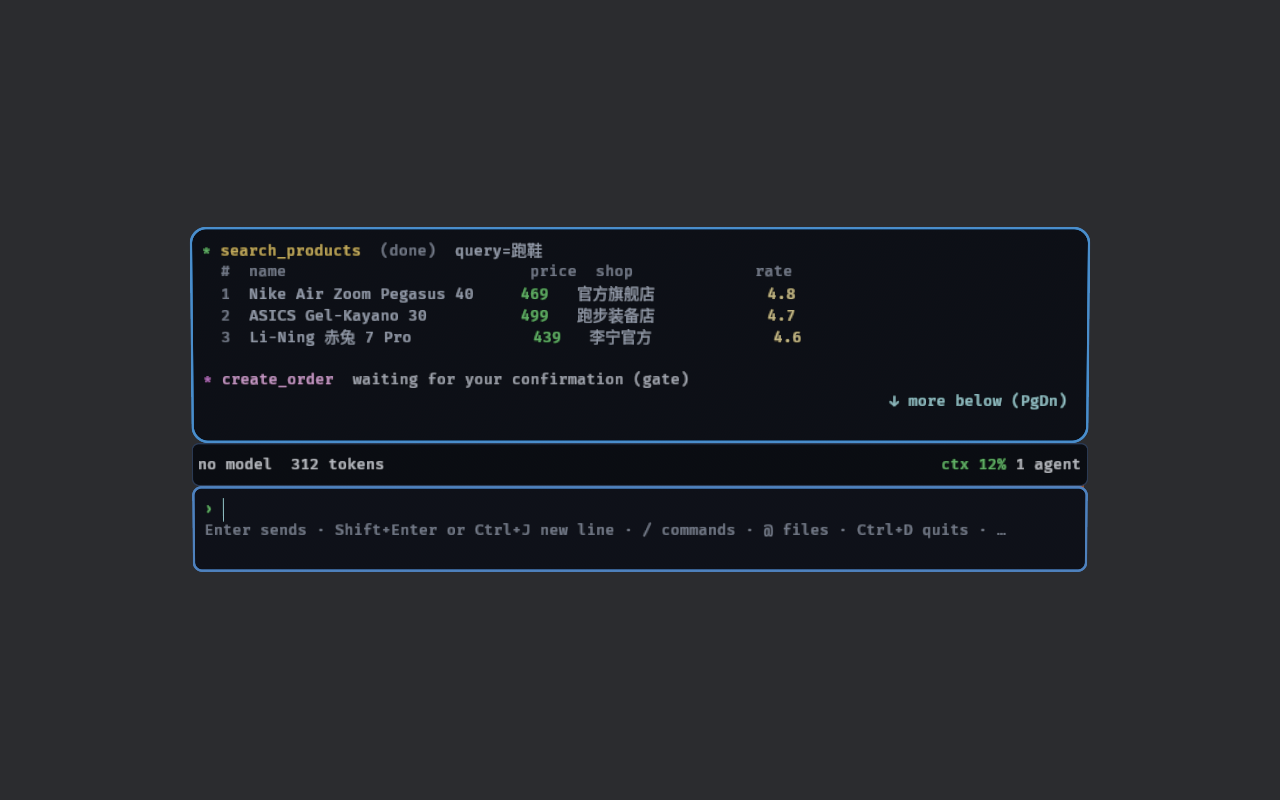 * search_products (done) query=跑鞋
# name price shop rate
1 Nike Air Zoom Pegasus 40 469 官方旗舰店 4.8
2 ASICS Gel-Kayano 30 499 跑步装备店 4.7
3 Li-Ning 赤兔 7 Pro 439 李宁官方 4.6
* create_order waiting for your confirmation (gate)
↓ more below (PgDn)
no model 312 tokens ctx 12% 1 agent
›
Enter sends · Shift+Enter or Ctrl+J new line · / commands · @ files · Ctrl+D quits · …